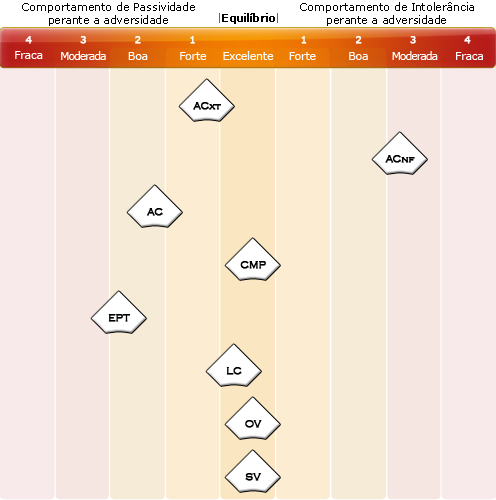 Comportamento de Passividade
perante a adversidade
|Equilíbrio|
Comportamento de Intolerância
perante a adversidade
4 3 2 1 1 2 3 4
Fraca Moderada Boa Forte Excelente Forte Boa Moderada Fraca
ACXT
ACNF
AC
CMP
EPT
LC
OV
SV